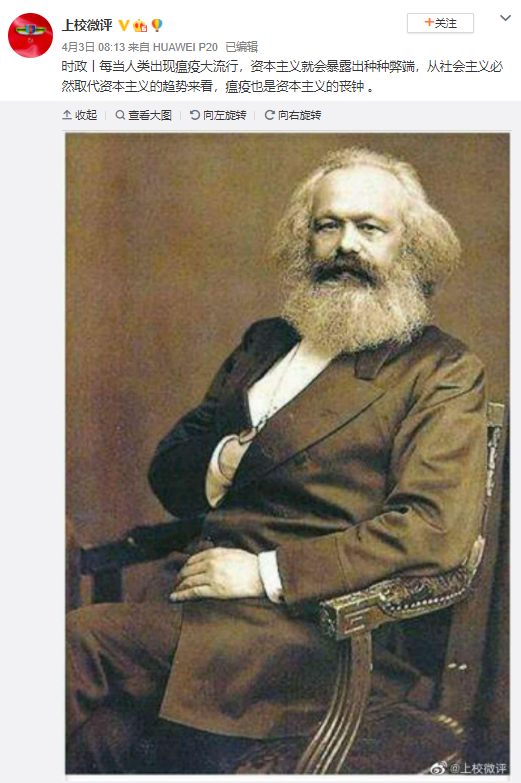 上校微评
+关注
4月3日 08:13 来自 HUAWEI P20 已编辑
时政丨每当人类出现瘟疫大流行，资本主义就会暴露出种种弊端，从社会主义必
然取代资本主义的趋势来看，瘟疫也是资本主义的丧钟 。
收起 查看大图 向左旋转 向右旋转
@上校微评